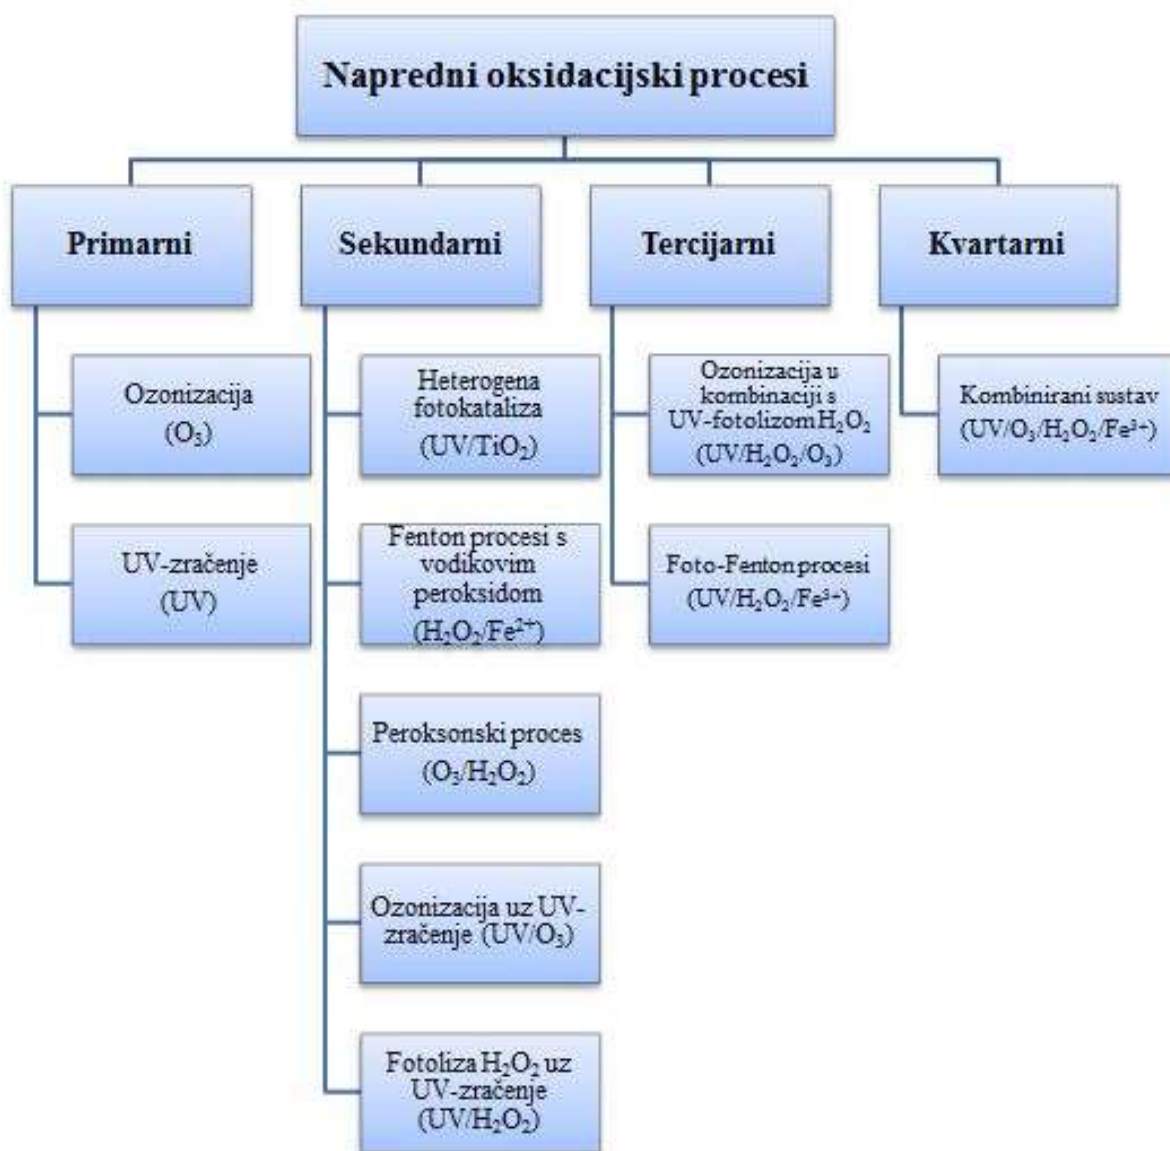 Napredni oksidacijski procesi
Primarni
Ozonizacija
(O₃)
UV-zračenje
(UV)
Sekundarni
Heterogena
fotokataliza
(UV/TiO₂)
Fenton procesi s
vodikovim
peroksidom
(H₂O₂/Fe²⁺)
Peroksonski proces
(O₃/H₂O₂)
Ozonizacija uz UV-
zračenje (UV/O₃)
Fotoliza H₂O₂ uz
UV-zračenje
(UV/H₂O₂)
Tercijarni
Ozonizacija u
kombinaciji s
UV-fotolizom H₂O₂
(UV/H₂O₂/O₃)
Foto-Fenton procesi
(UV/H₂O₂/Fe³⁺)
Kvartarni
Kombinirani sustav
(UV/O₃/H₂O₂/Fe³⁺)